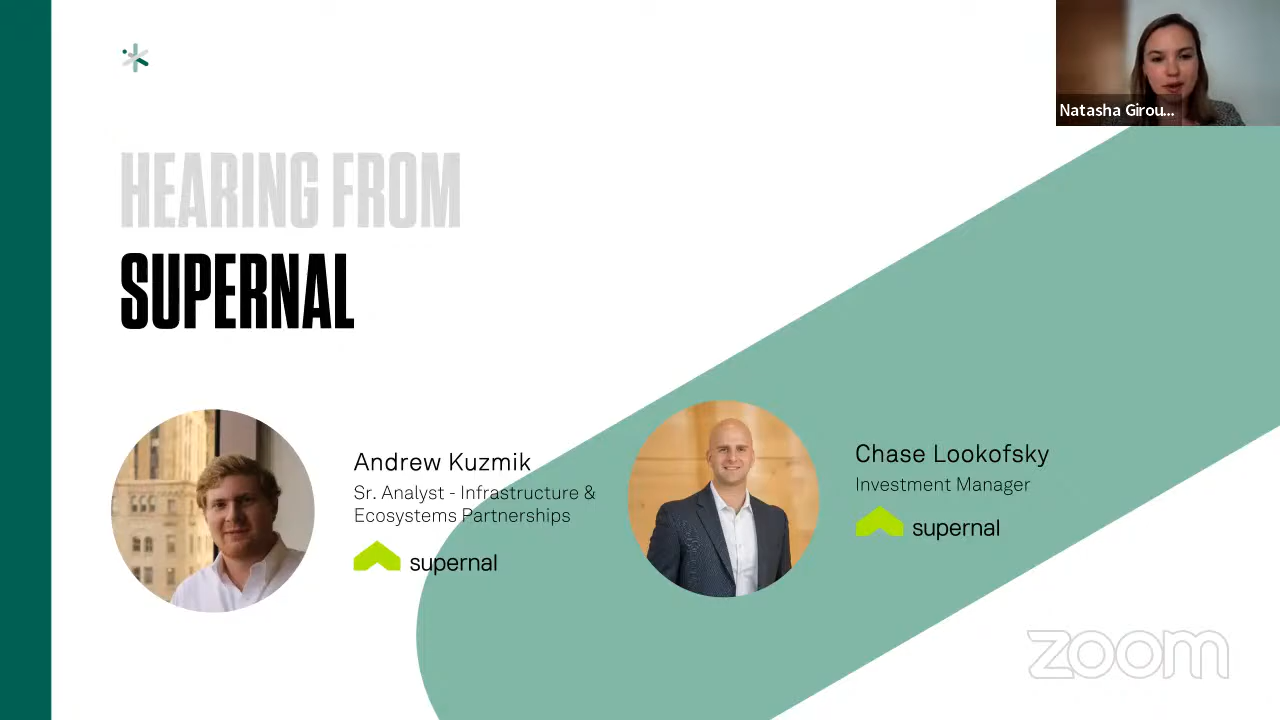 Natasha Girou...
HEARING FROM
SUPERNAL
Andrew Kuzmik
Sr. Analyst - Infrastructure &
Ecosystems Partnerships
supernal
Chase Lookofsky
Investment Manager
supernal
zoom